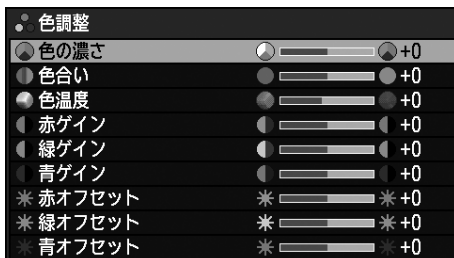 色調整
色の濃さ +0
色合い +0
色温度 +0
赤ゲイン +0
緑ゲイン +0
青ゲイン +0
赤オフセット +0
緑オフセット +0
青オフセット +0